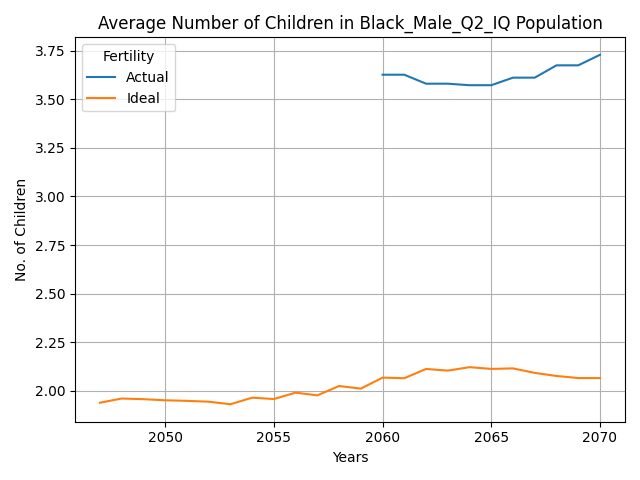 Average Number of Children in Black_Male_Q2_IQ Population
Fertility
Actual
Ideal
3.75
3.50
3.25
3.00
2.75
2.50
2.25
2.00
No. of Children
2050
2055
2060
2065
2070
Years